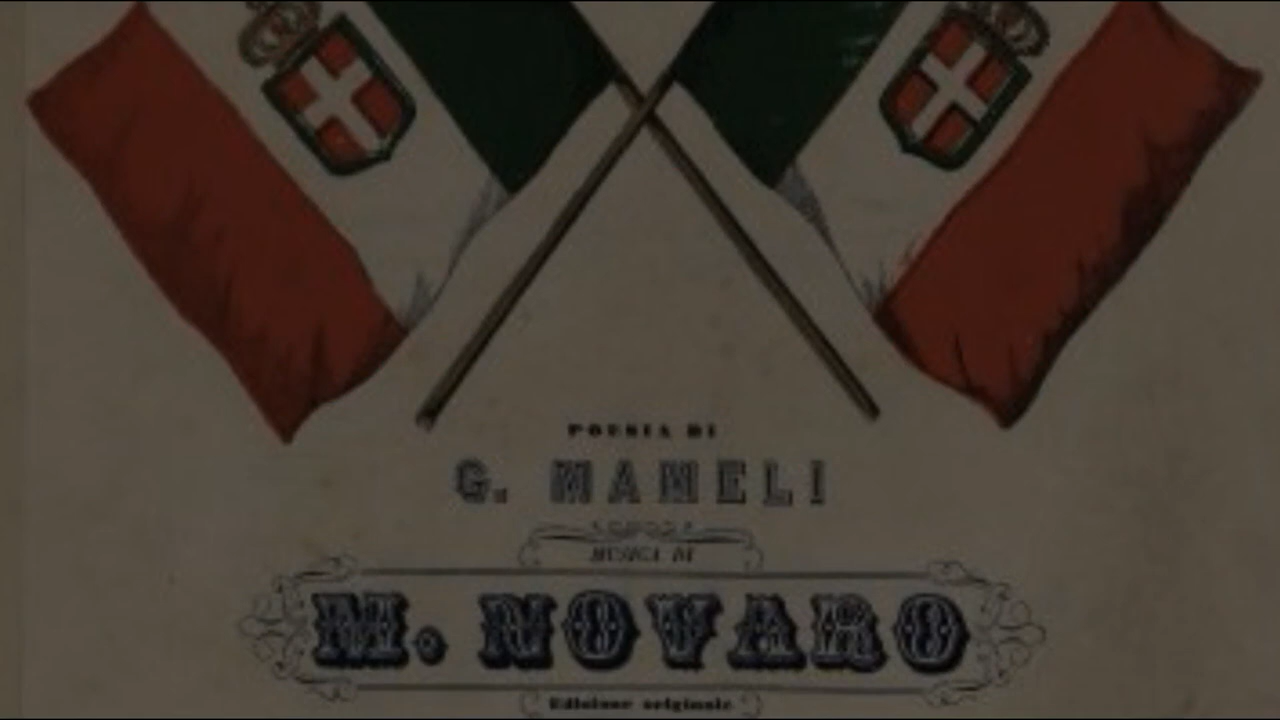 POESIA DI
G. MAMELI
MUSICA DI
M. NOVARO
Edizione originale